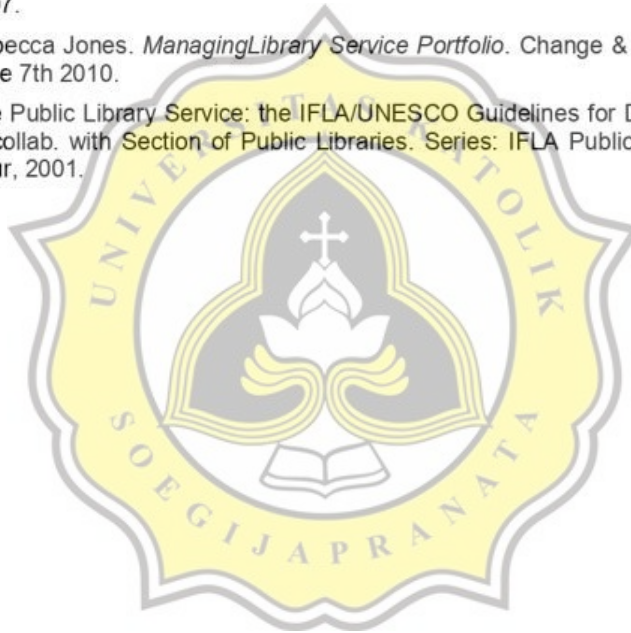 7.
becca Jones. ManagingLibrary Service Portfolio. Change &
e 7th 2010.
e Public Library Service: the IFLA/UNESCO Guidelines for D
collab. with Section of Public Libraries. Series: IFLA Public
ur, 2001.
UNIVERSITAS KATOLIK
SOEGIJAPRANATA